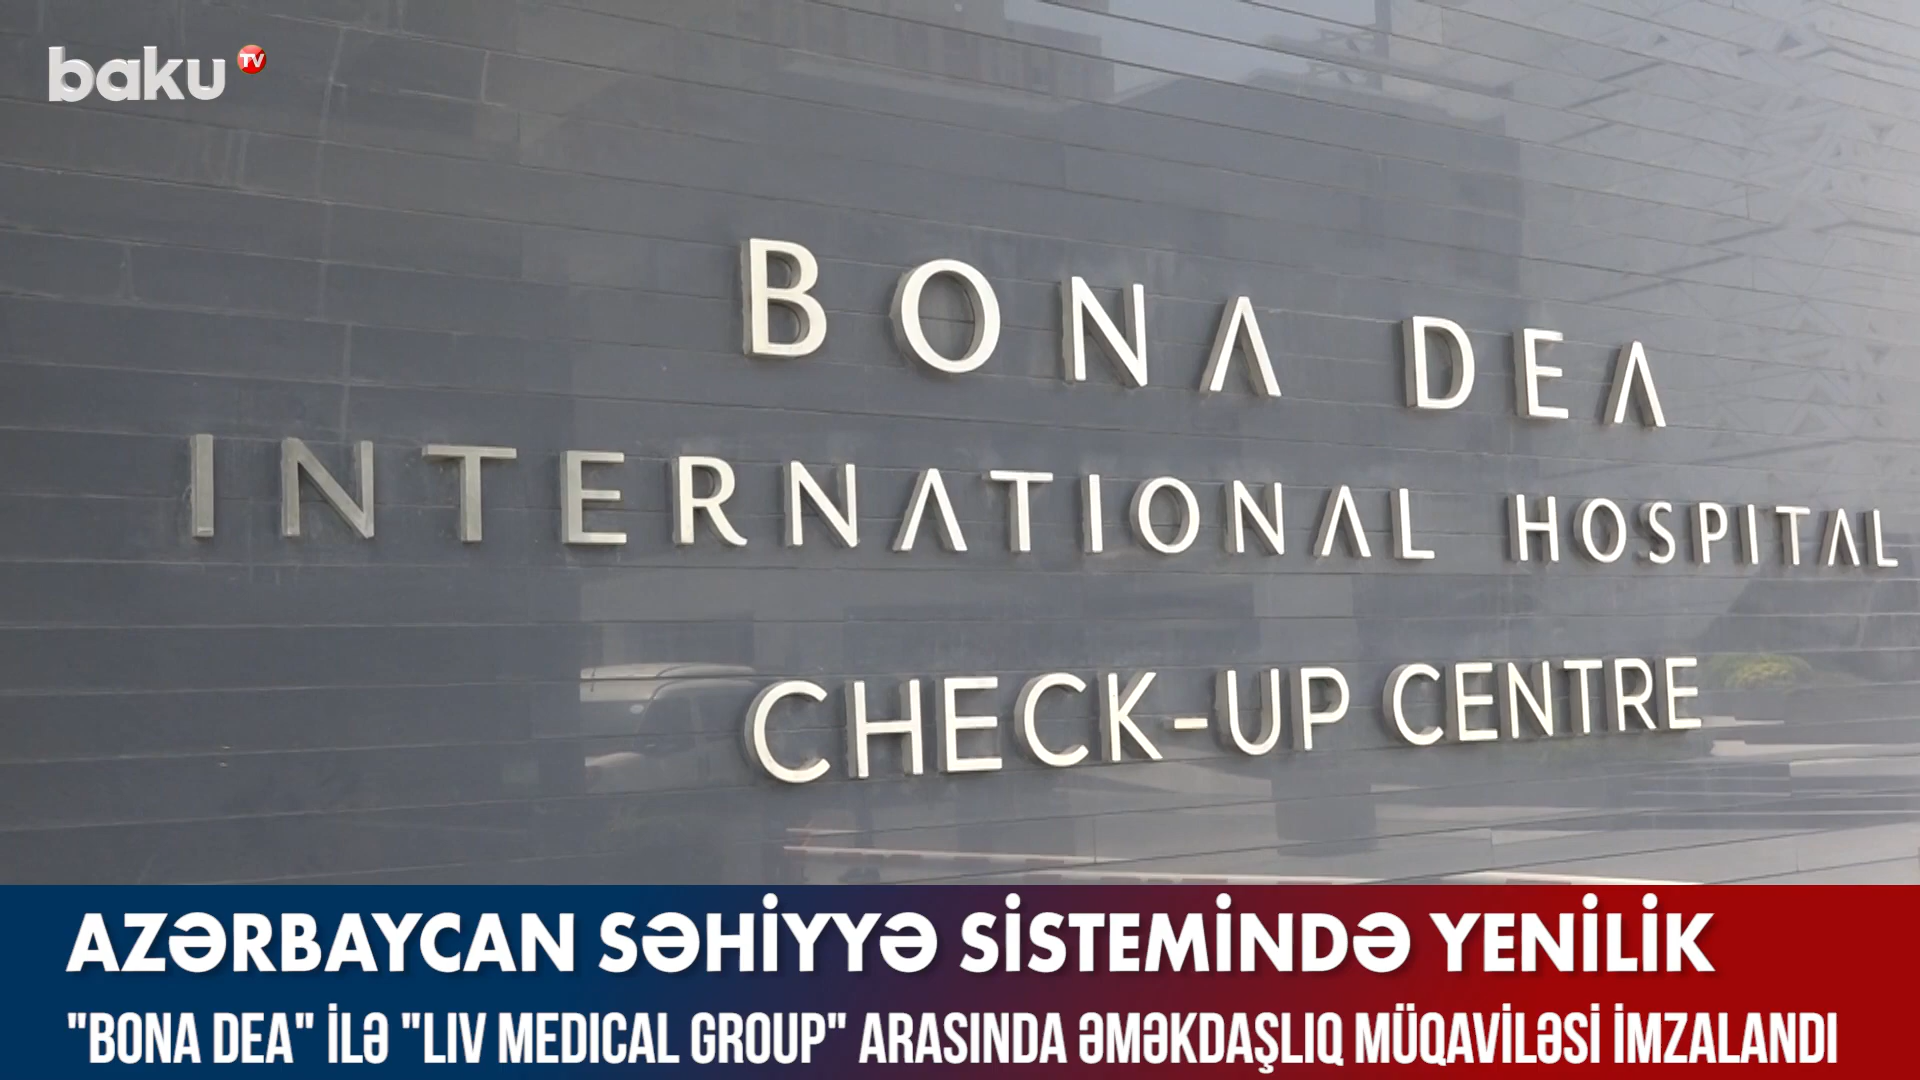 baku TV
BONA DEA
INTERNATIONAL HOSPITAL
CHECK-UP CENTRE
AZƏRBAYCAN SƏHİYYƏ SİSTEMİNDƏ YENİLİK
"BONA DEA" İLƏ "LIV MEDICAL GROUP" ARASINDA ƏMƏKDAŞLIQ MÜQAVİLƏSİ İMZALANDI